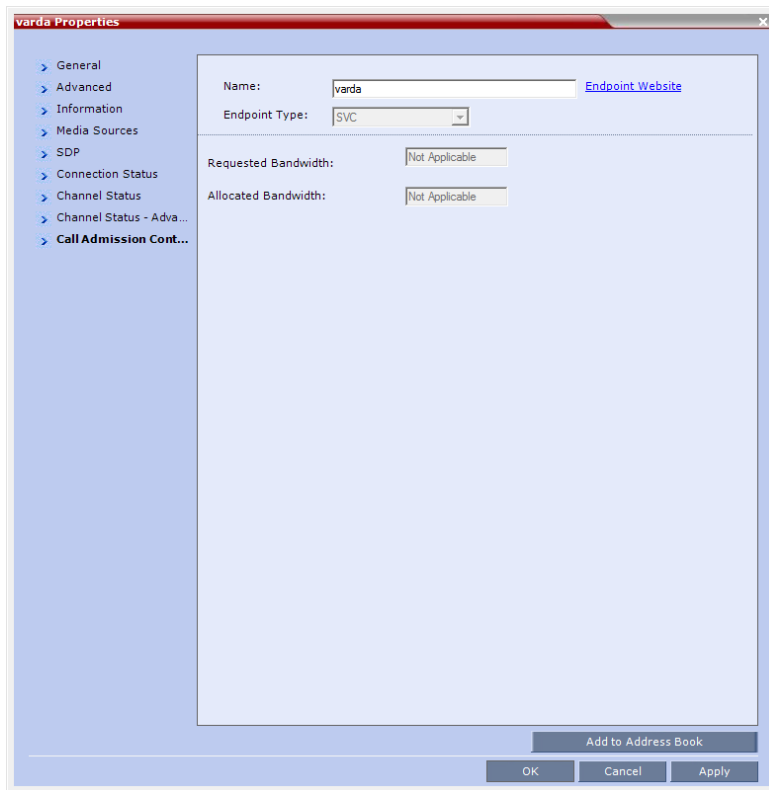 varda Properties
General
Advanced
Information
Media Sources
SDP
Connection Status
Channel Status
Channel Status - Adva...
Call Admission Cont...
Name: varda Endpoint Website
Endpoint Type: SVC
Requested Bandwidth: Not Applicable
Allocated Bandwidth: Not Applicable
Add to Address Book
OK Cancel Apply